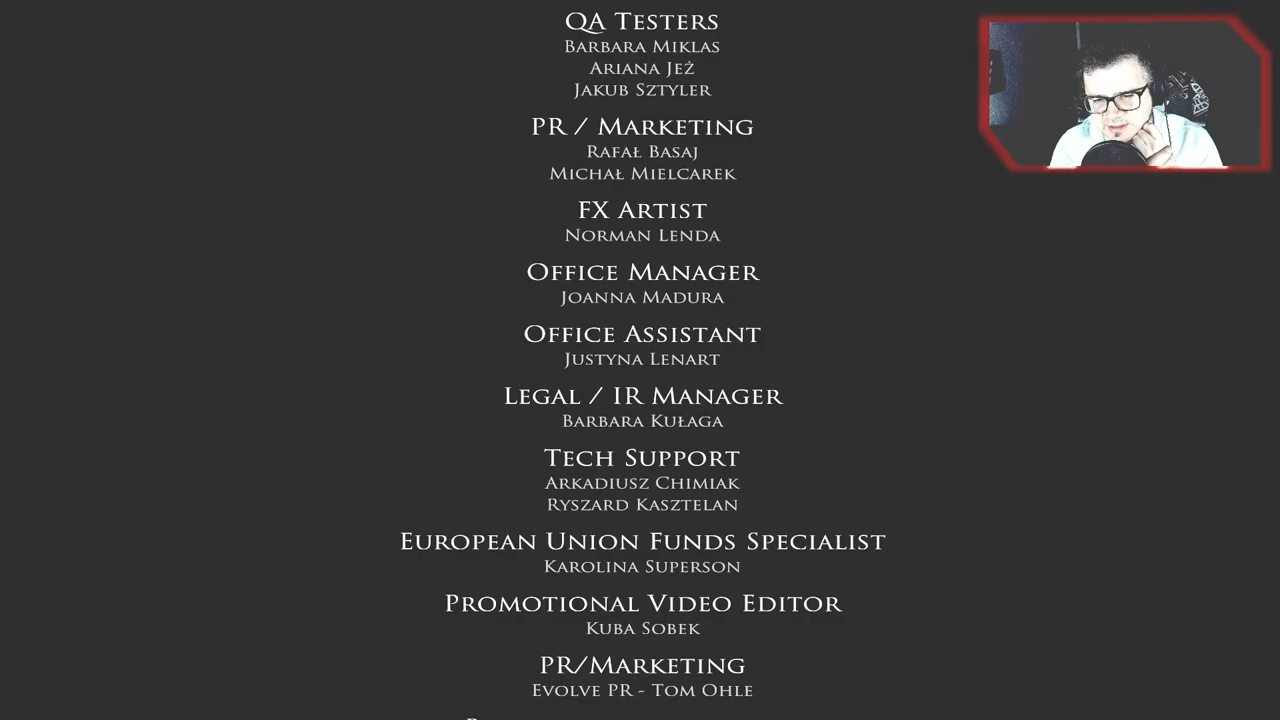 QA Testers
Barbara Miklas
Ariana Jeż
Jakub Sztyler
PR / Marketing
Rafał Basaj
Michał Mielcarek
FX Artist
Norman Lenda
Office Manager
Joanna Madura
Office Assistant
Justyna Lenart
Legal / IR Manager
Barbara Kułaga
Tech Support
Arkadiusz Chimiak
Ryszard Kasztelan
European Union Funds Specialist
Karolina Superson
Promotional Video Editor
Kuba Sobek
PR/Marketing
Evolve PR - Tom Ohle